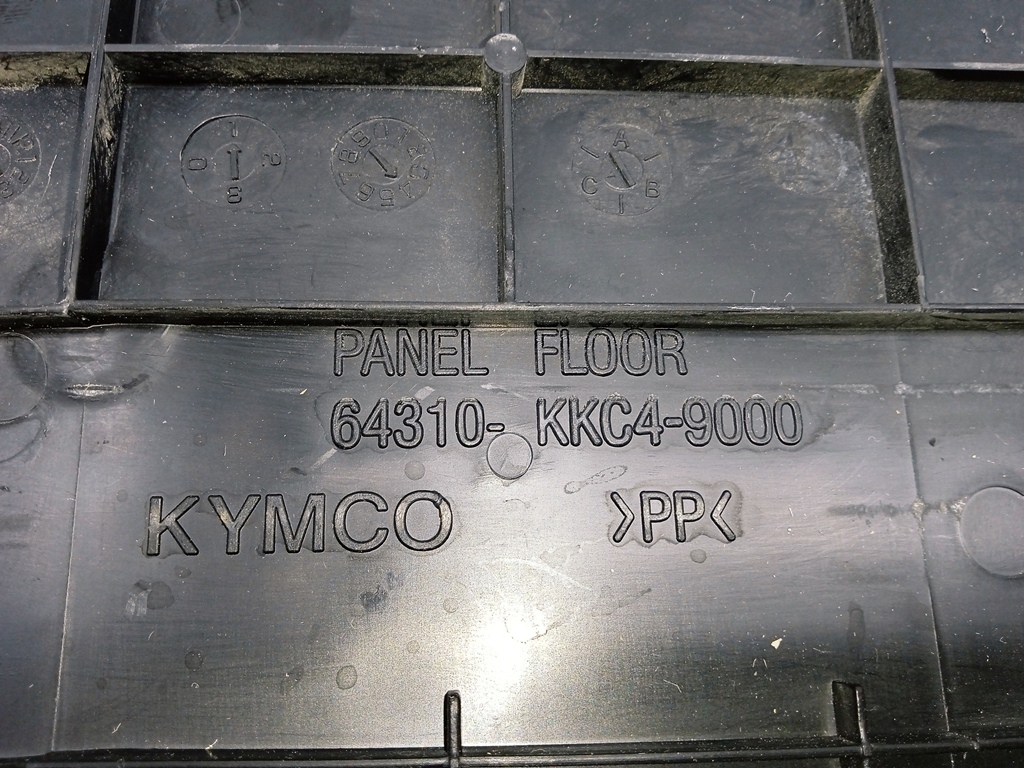 PANEL FLOOR
64310- KKC4-9000
KYMCO >PP<
A
C B